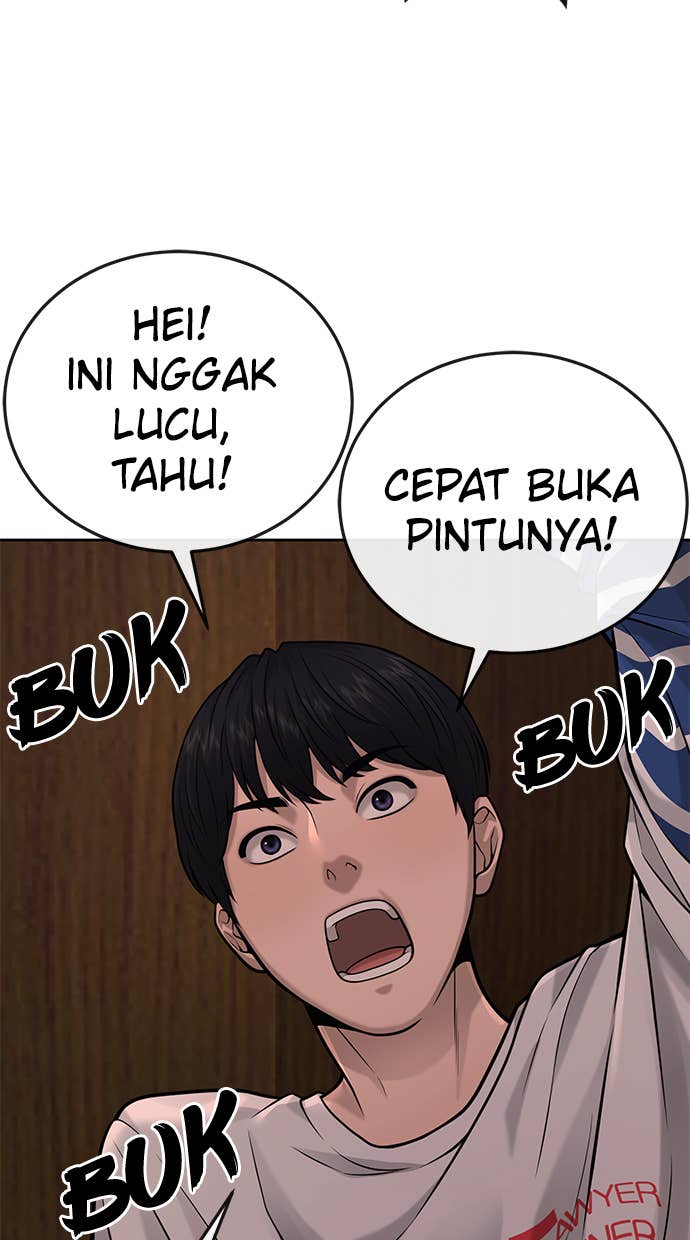 HEI!
INI NGGAK
LUCU,
TAHU!
CEPAT BUKA
PINTUNYA!
BUK
BUK
BUK